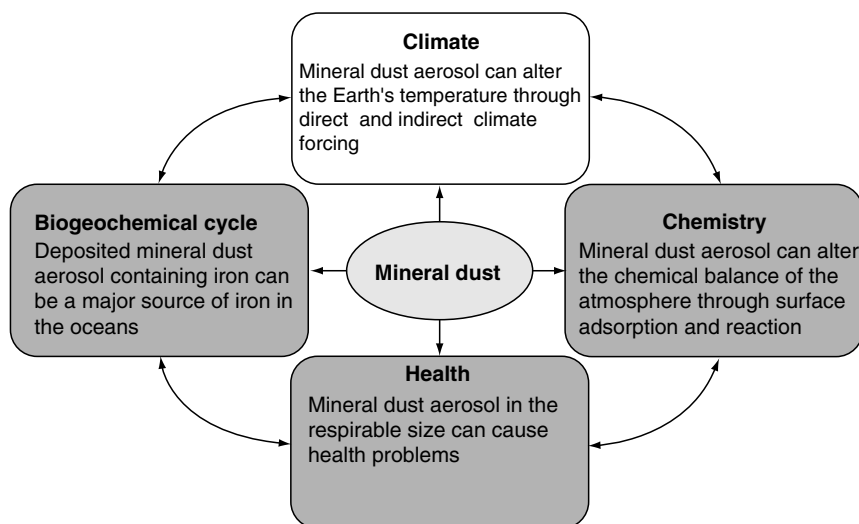 Climate
Mineral dust aerosol can alter
the Earth's temperature through
direct and indirect climate
forcing
Biogeochemical cycle
Deposited mineral dust
aerosol containing iron can
be a major source of iron in
the oceans
Mineral dust
Chemistry
Mineral dust aerosol can alter
the chemical balance of the
atmosphere through surface
adsorption and reaction
Health
Mineral dust aerosol in the
respirable size can cause
health problems